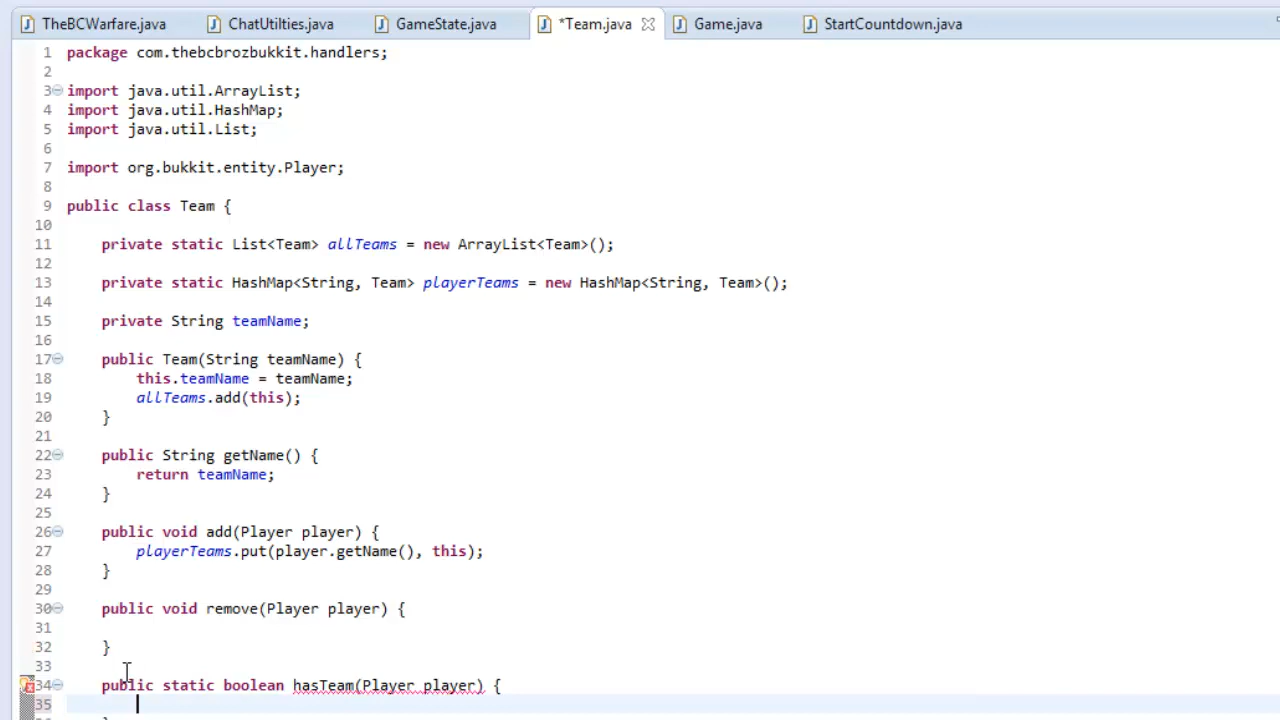 TheBCWarfare.java ChatUtilties.java GameState.java *Team.java Game.java StartCountdown.java
1 package com.thebcbrozbukkit.handlers;
2
3 import java.util.ArrayList;
4 import java.util.HashMap;
5 import java.util.List;
6
7 import org.bukkit.entity.Player;
8
9 public class Team {
10
11 private static List<Team> allTeams = new ArrayList<Team>();
12
13 private static HashMap<String, Team> playerTeams = new HashMap<String, Team>();
14
15 private String teamName;
16
17 public Team(String teamName) {
18 this.teamName = teamName;
19 allTeams.add(this);
20 }
21
22 public String getName() {
23 return teamName;
24 }
25
26 public void add(Player player) {
27 playerTeams.put(player.getName(), this);
28 }
29
30 public void remove(Player player) {
31
32 }
33
34 public static boolean hasTeam(Player player) {
35